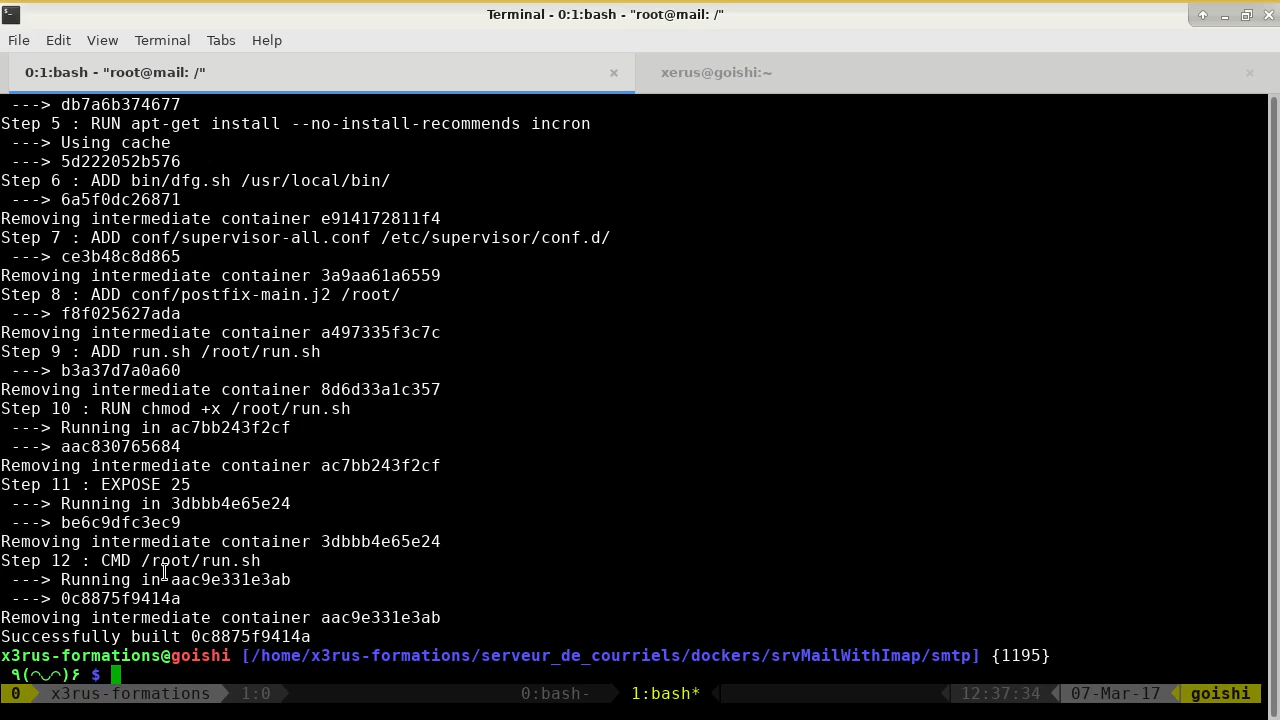 Terminal - 0:1:bash - "root@mail: /"
File Edit View Terminal Tabs Help
0:1:bash - "root@mail: /" × xerus@goishi:~ ×
---> db7a6b374677
Step 5 : RUN apt-get install --no-install-recommends incron
---> Using cache
---> 5d222052b576
Step 6 : ADD bin/dfg.sh /usr/local/bin/
---> 6a5f0dc26871
Removing intermediate container e914172811f4
Step 7 : ADD conf/supervisor-all.conf /etc/supervisor/conf.d/
---> ce3b48c8d865
Removing intermediate container 3a9aa61a6559
Step 8 : ADD conf/postfix-main.j2 /root/
---> f8f025627ada
Removing intermediate container a497335f3c7c
Step 9 : ADD run.sh /root/run.sh
---> b3a37d7a0a60
Removing intermediate container 8d6d33a1c357
Step 10 : RUN chmod +x /root/run.sh
---> Running in ac7bb243f2cf
---> aac830765684
Removing intermediate container ac7bb243f2cf
Step 11 : EXPOSE 25
---> Running in 3dbbb4e65e24
---> be6c9dfc3ec9
Removing intermediate container 3dbbb4e65e24
Step 12 : CMD /root/run.sh
---> Running in aac9e331e3ab
---> 0c8875f9414a
Removing intermediate container aac9e331e3ab
Successfully built 0c8875f9414a
x3rus-formations@goishi [/home/x3rus-formations/serveur_de_courriels/dockers/srvMailWithImap/smtp] {1195}
٩(◠◡◠)۶ $
0 x3rus-formations 1:0 0:bash- 1:bash* 12:37:34 07-Mar-17 goishi